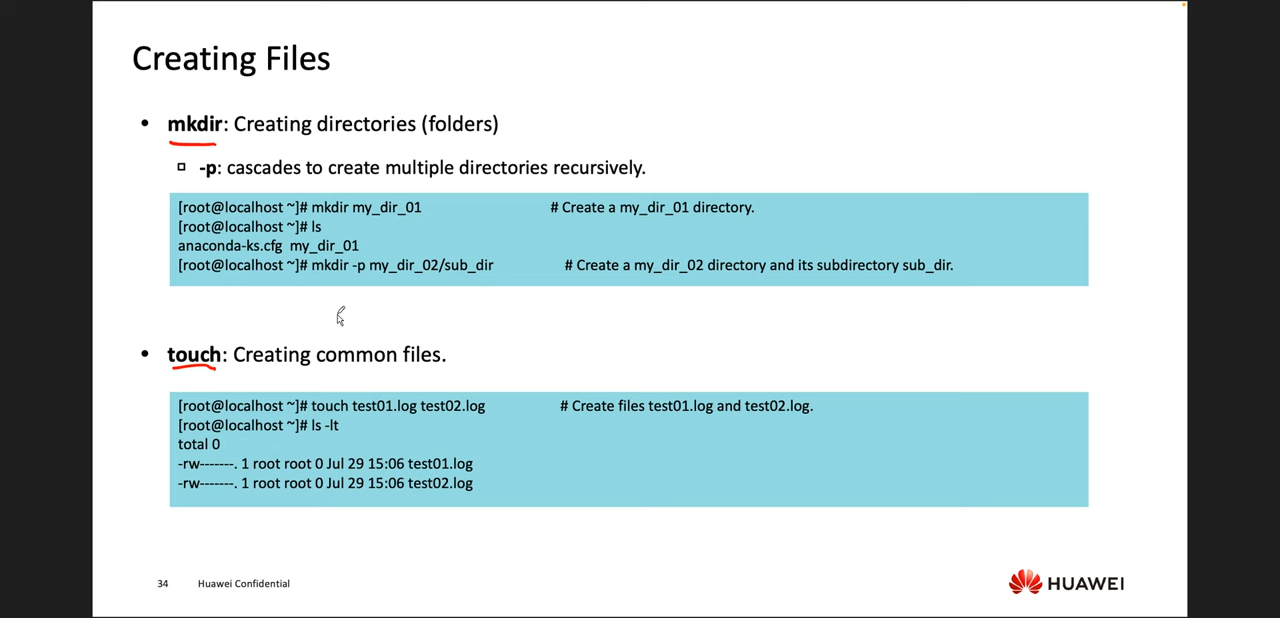 Creating Files
• mkdir: Creating directories (folders)
-p: cascades to create multiple directories recursively.
[root@localhost ~]# mkdir my_dir_01 # Create a my_dir_01 directory.
[root@localhost ~]# ls
anaconda-ks.cfg my_dir_01
[root@localhost ~]# mkdir -p my_dir_02/sub_dir # Create a my_dir_02 directory and its subdirectory sub_dir.
• touch: Creating common files.
[root@localhost ~]# touch test01.log test02.log # Create files test01.log and test02.log.
[root@localhost ~]# ls -lt
total 0
-rw-------. 1 root root 0 Jul 29 15:06 test01.log
-rw-------. 1 root root 0 Jul 29 15:06 test02.log
34 Huawei Confidential
HUAWEI